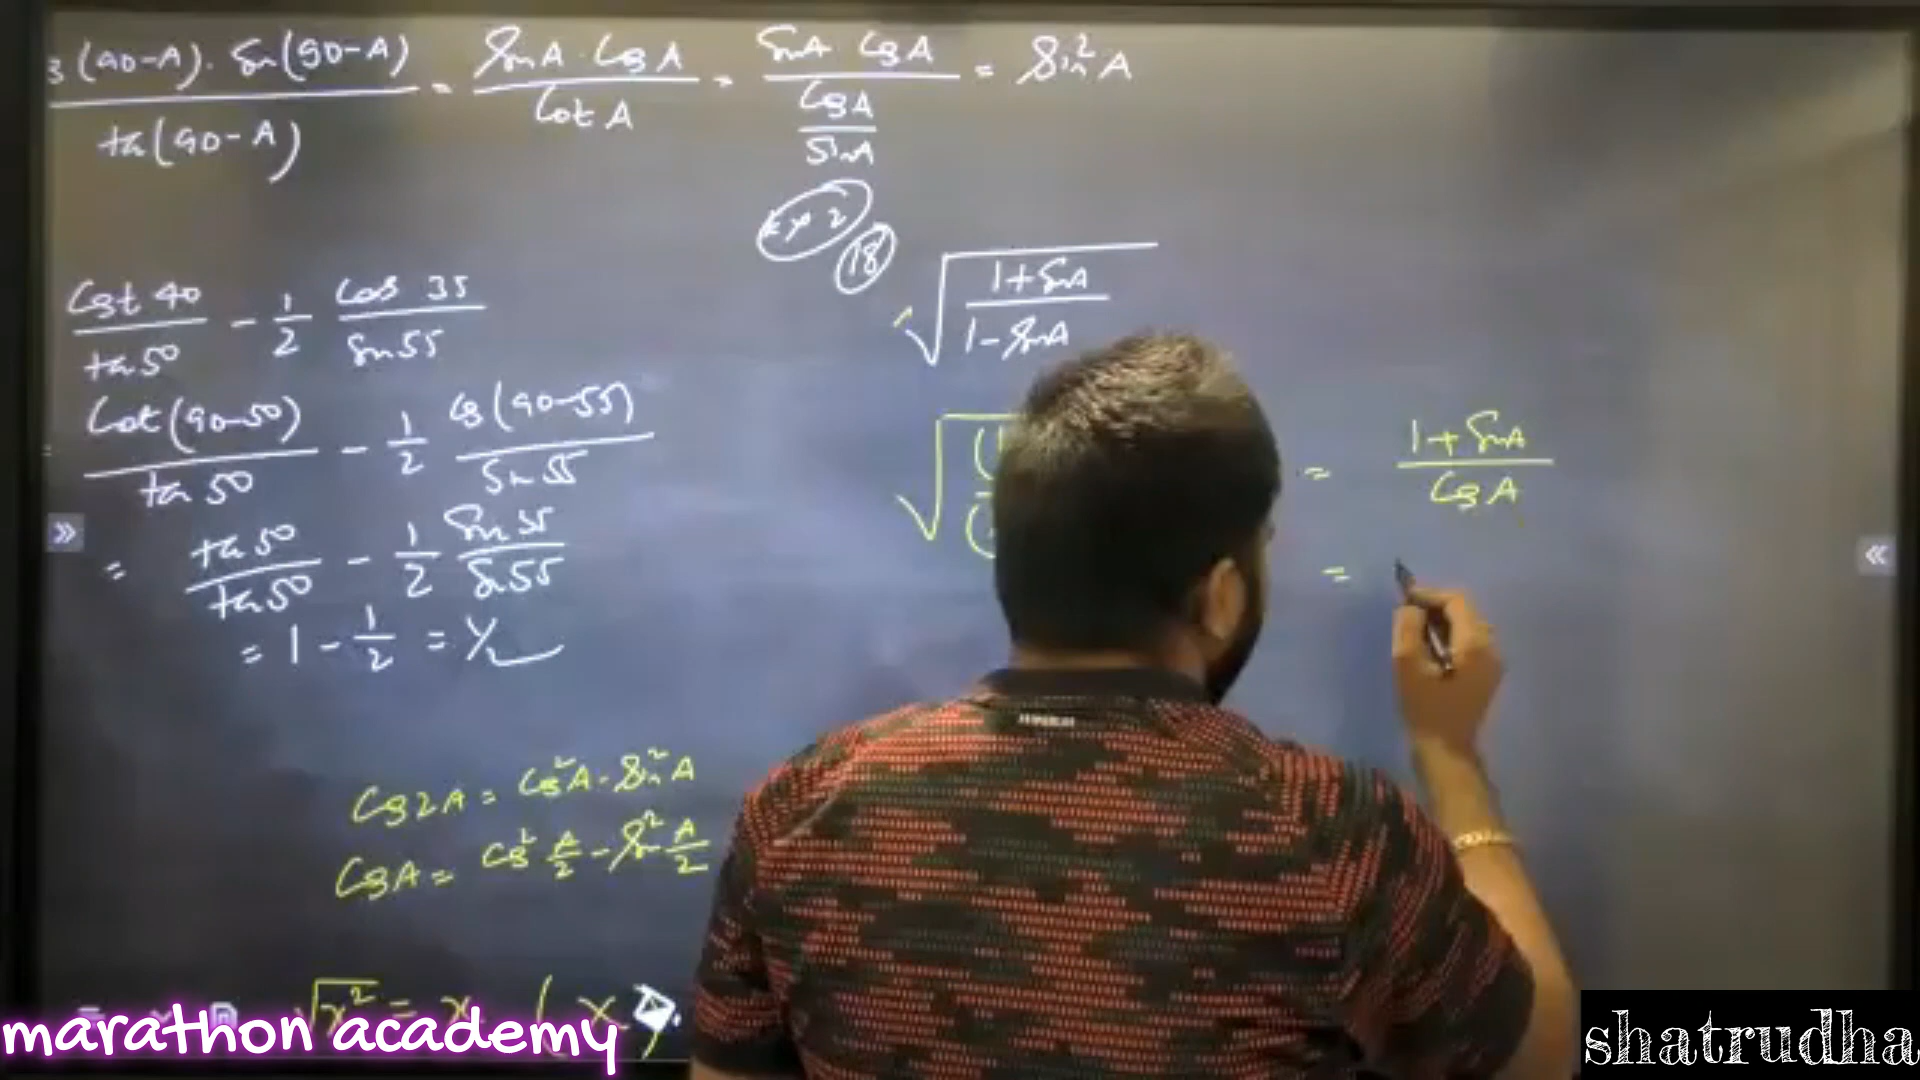 (90-A). Sin(90-A) / tan(90-A) = SinA . CosA / Cot A = SinA CosA / CosA / SinA = Sin²A
18
√ 1+SinA / 1-SinA
Cot 40 / tan 50 - 1/2 cos 35 / Sin 55
Cot(90-50) / tan 50 - 1/2 Cos(90-55) / Sin 55 = 1+SinA / CosA
= tan 50 / tan 50 - 1/2 Sin 55 / Sin 55 =
= 1 - 1/2 = 1/2
Cos2A = Cos²A - Sin²A
CosA = Cos² A/2 - Sin² A/2
√x² = x
marathon academy
shatrudha